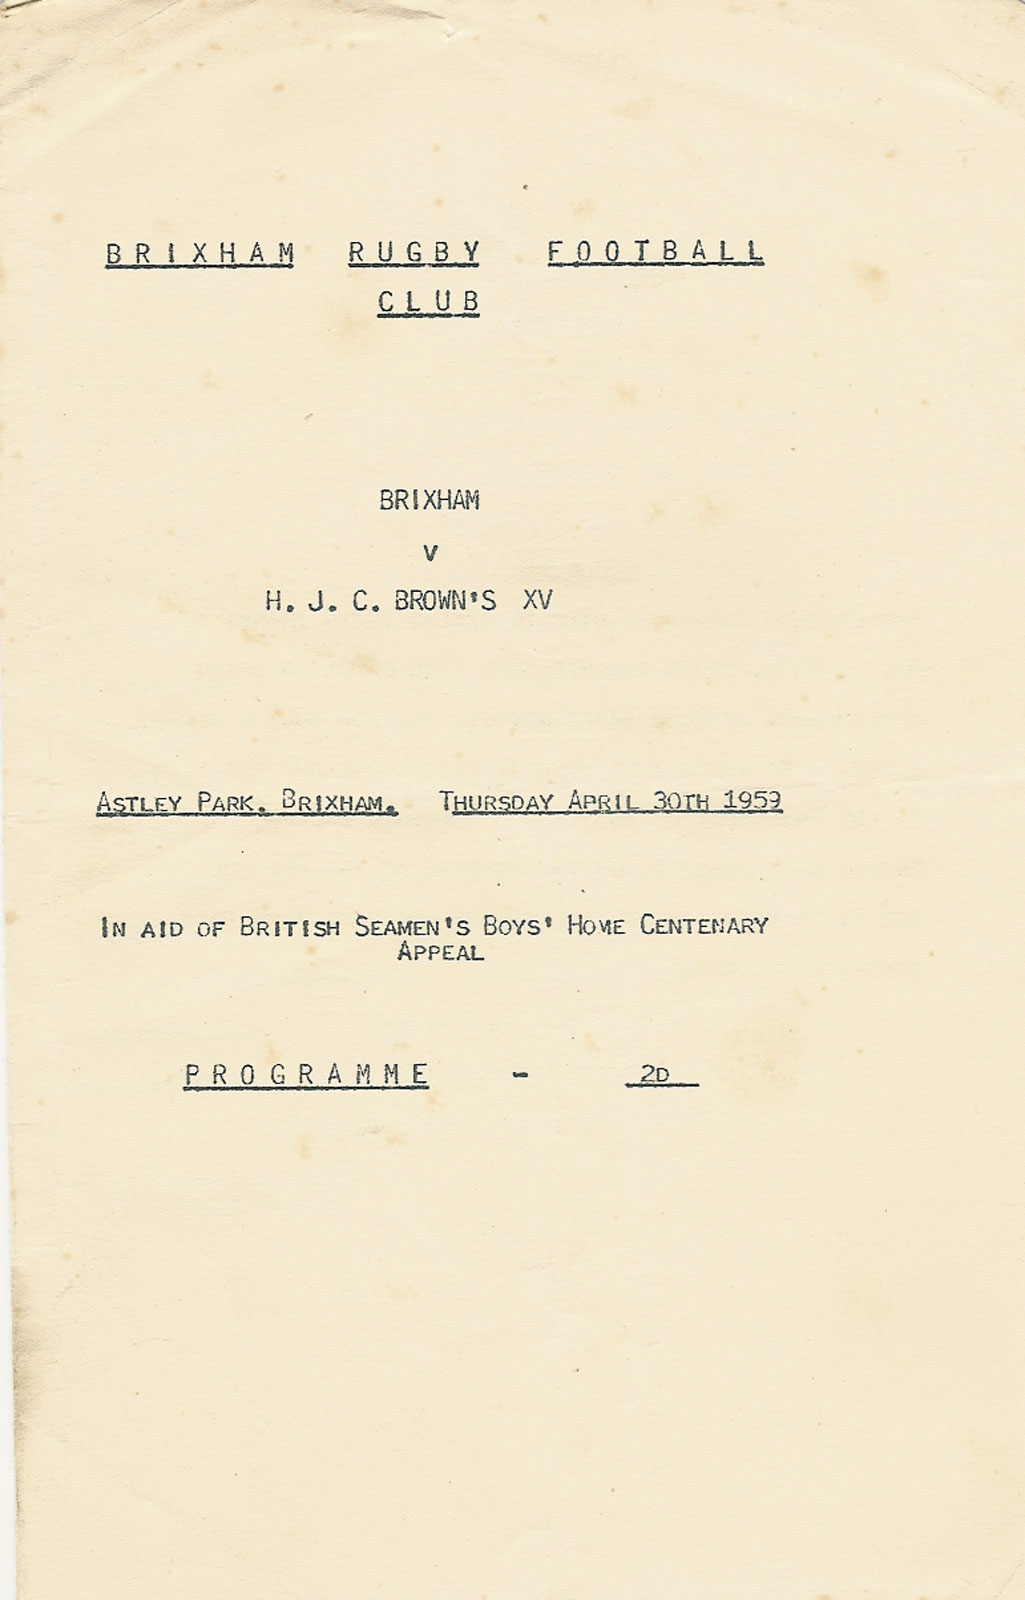 BRIXHAM RUGBY FOOTBALL
CLUB
BRIXHAM
v
H. J. C. BROWN'S XV
ASTLEY PARK. BRIXHAM. THURSDAY APRIL 30TH 1959
IN AID OF BRITISH SEAMEN'S BOYS' HOME CENTENARY
APPEAL
PROGRAMME - 2D